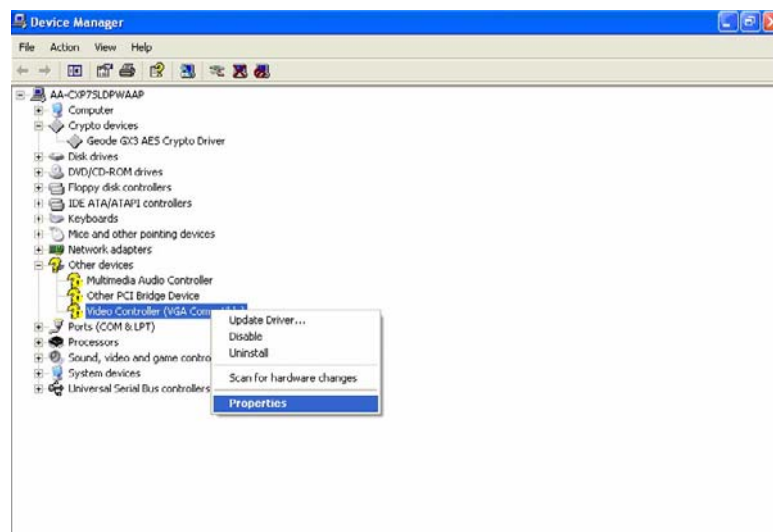 Device Manager
File Action View Help
AA-CXP7SLDPWAAP
Computer
Crypto devices
Geode GX3 AES Crypto Driver
Disk drives
DVD/CD-ROM drives
Floppy disk controllers
IDE ATA/ATAPI controllers
Keyboards
Mice and other pointing devices
Network adapters
Other devices
Multimedia Audio Controller
Other PCI Bridge Device
Video Controller (VGA
Ports (COM & LPT)
Processors
Sound, video and game contro
System devices
Universal Serial Bus controllers
Update Driver...
Disable
Uninstall
Scan for hardware changes
Properties